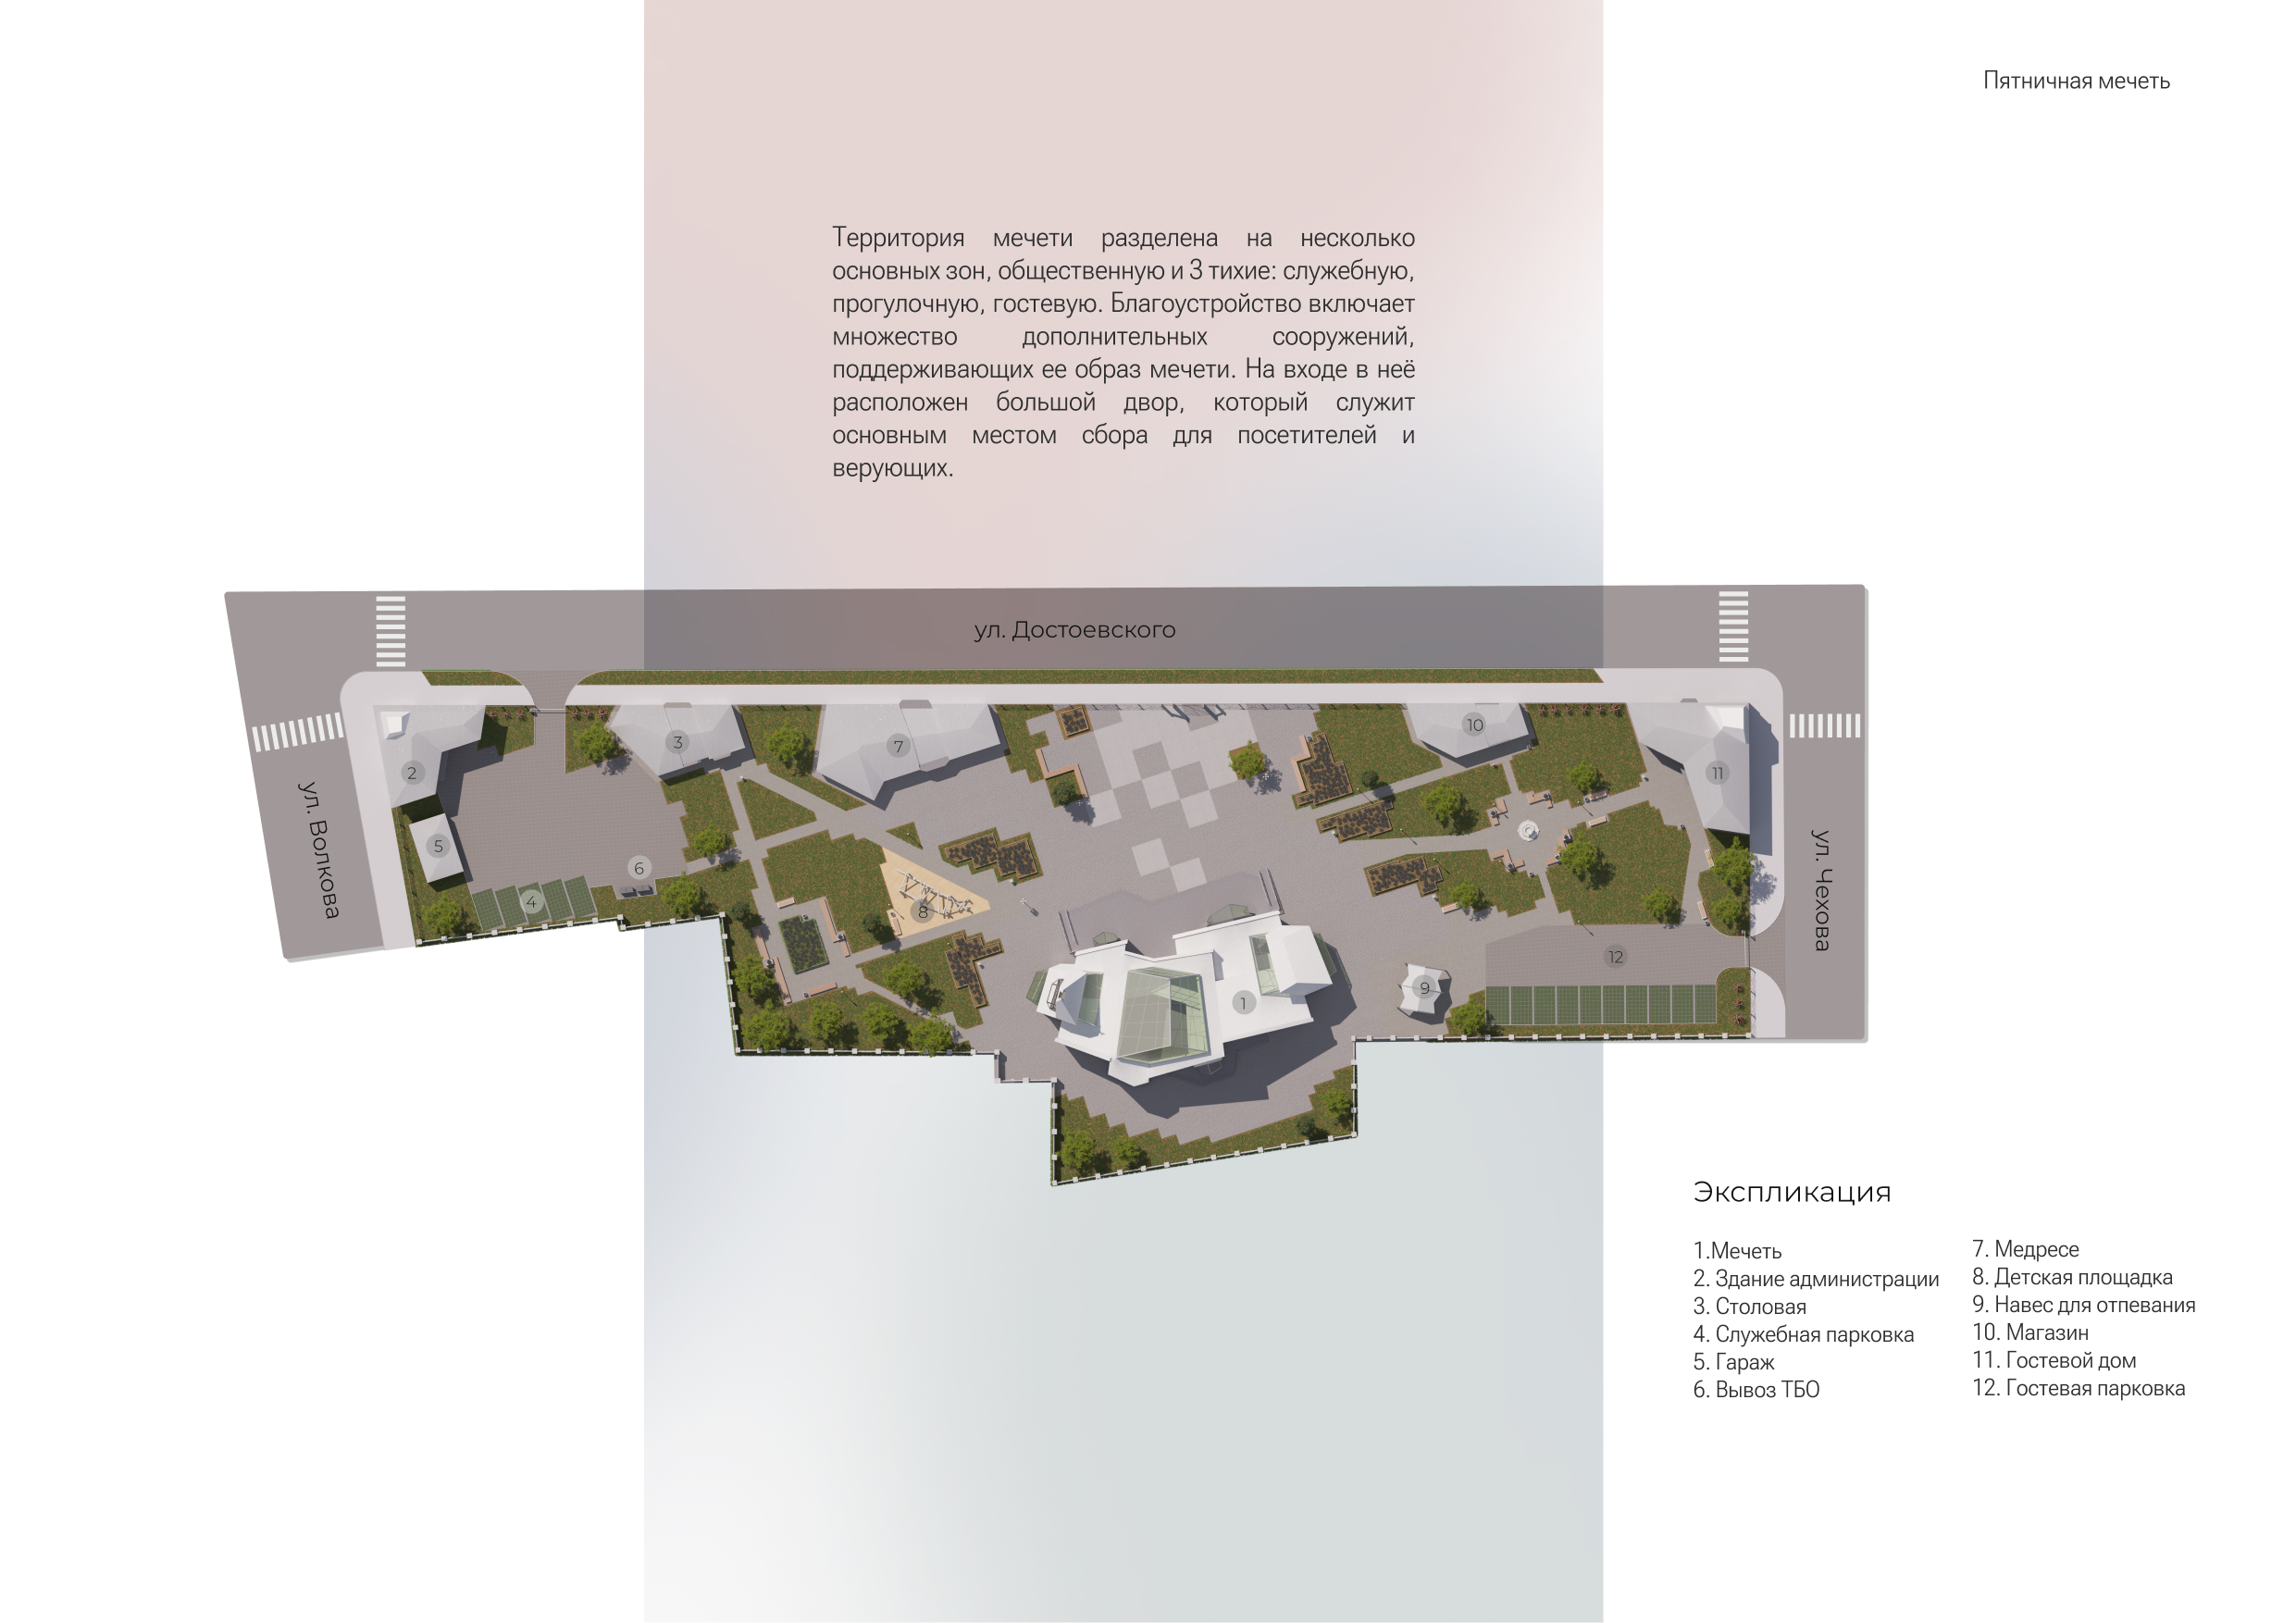 Пятничная мечеть
Территория мечети разделена на несколько
основных зон, общественную и 3 тихие: служебную,
прогулочную, гостевую. Благоустройство включает
множество дополнительных сооружений,
поддерживающих ее образ мечети. На входе в неё
расположен большой двор, который служит
основным местом сбора для посетителей и
верующих.
ул. Достоевского
ул. Волкова
ул. Чехова
2
3
7
10
11
5
6
4
8
12
9
1
Экспликация
1.Мечеть
2. Здание администрации
3. Столовая
4. Служебная парковка
5. Гараж
6. Вывоз ТБО
7. Медресе
8. Детская площадка
9. Навес для отпевания
10. Магазин
11. Гостевой дом
12. Гостевая парковка